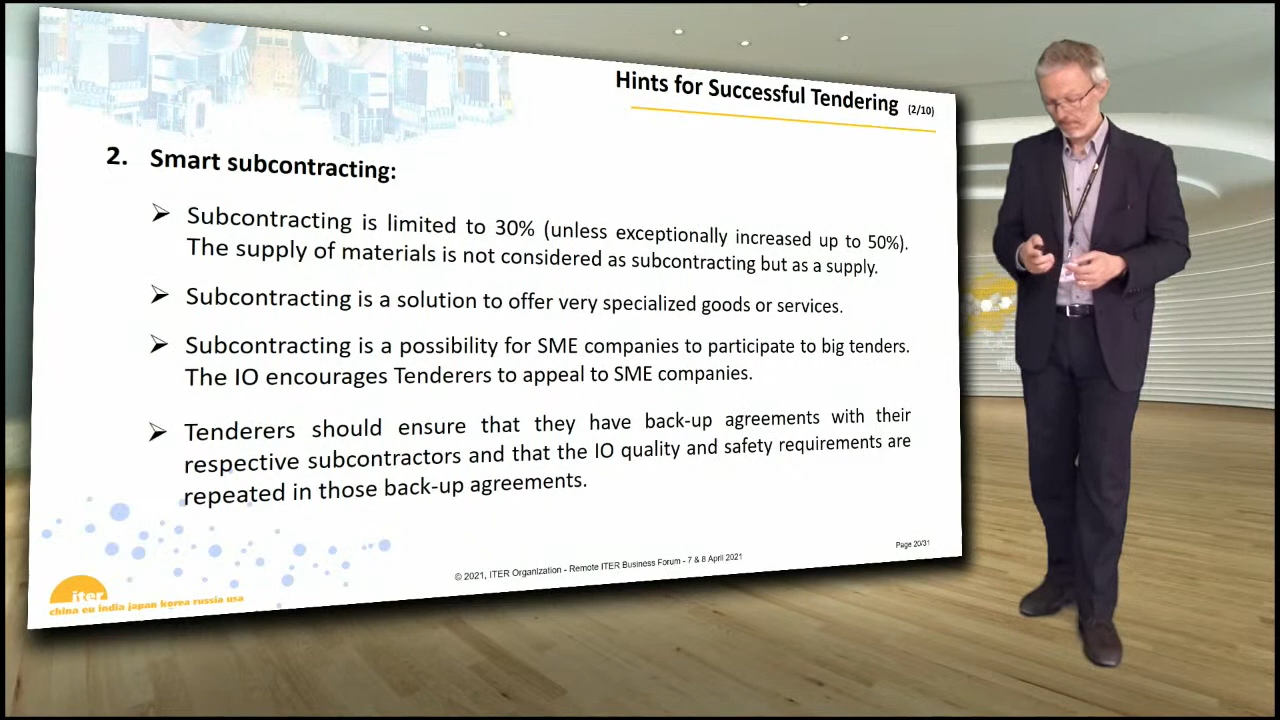 Hints for Successful Tendering (2/10)
2. Smart subcontracting:
➢ Subcontracting is limited to 30% (unless exceptionally increased up to 50%).
The supply of materials is not considered as subcontracting but as a supply.
➢ Subcontracting is a solution to offer very specialized goods or services.
➢ Subcontracting is a possibility for SME companies to participate to big tenders.
The IO encourages Tenderers to appeal to SME companies.
➢ Tenderers should ensure that they have back-up agreements with their
respective subcontractors and that the IO quality and safety requirements are
repeated in those back-up agreements.
Page 20/31
© 2021, ITER Organization - Remote ITER Business Forum - 7 & 8 April 2021
iter
china eu india japan korea russia usa